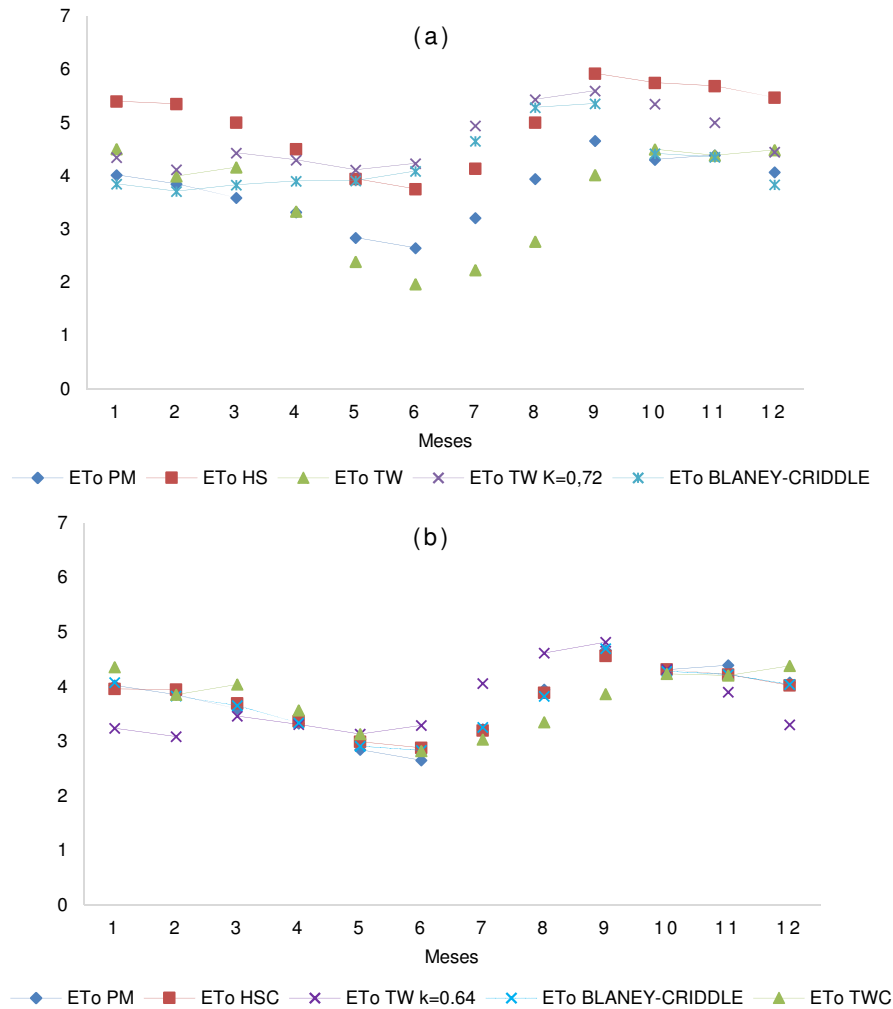 (a)
7
6
5
4
3
2
1
0
1 2 3 4 5 6 7 8 9 10 11 12
Meses
ETo PM ETo HS ETo TW ETo TW K=0,72 ETo BLANEY-CRIDDLE
(b)
7
6
5
4
3
2
1
0
1 2 3 4 5 6 7 8 9 10 11 12
Meses
ETo PM ETo HSC ETo TW k=0.64 ETo BLANEY-CRIDDLE ETo TWC